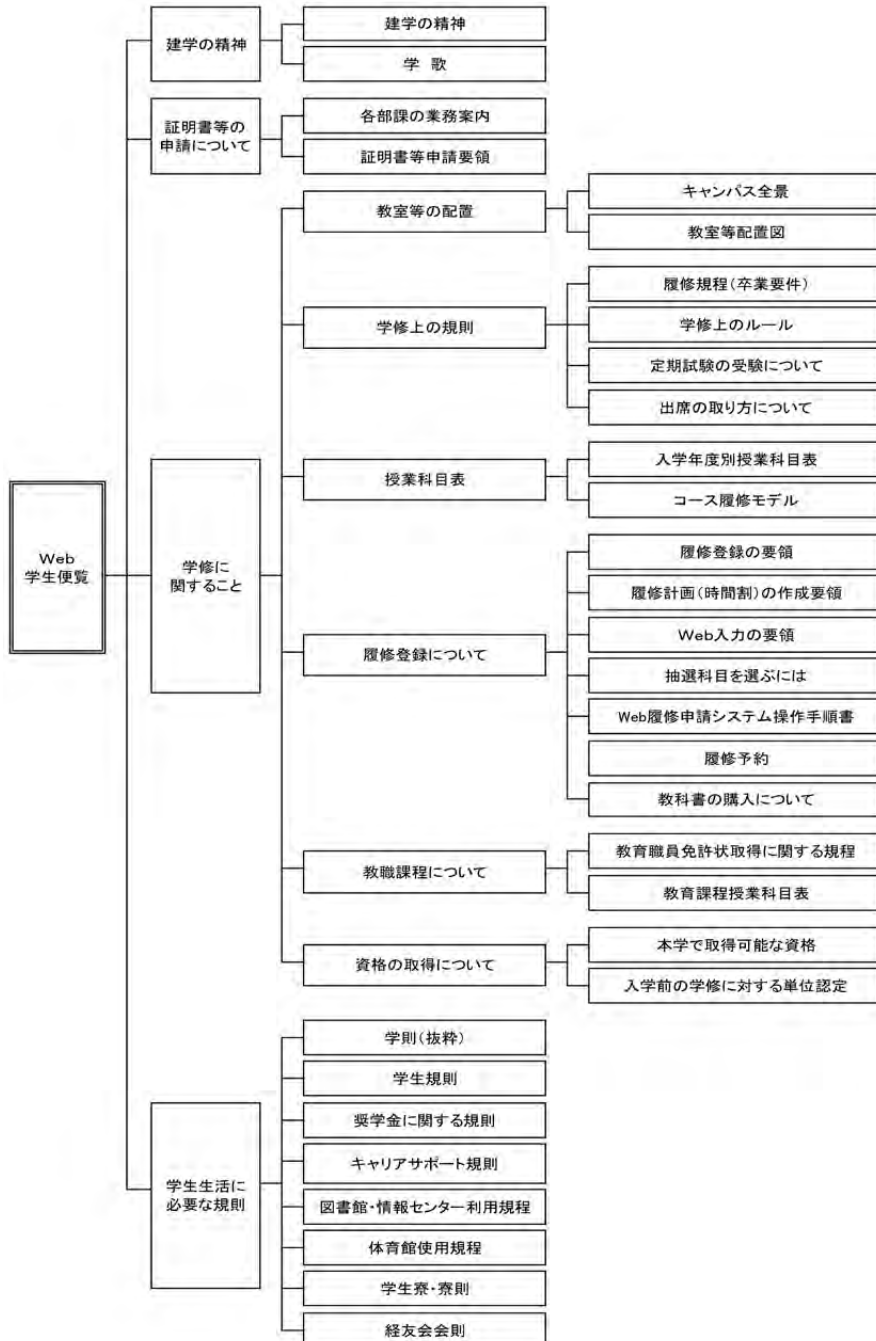 Web
学生便覧
建学の精神
建学の精神
学 歌
証明書等の
申請について
各部課の業務案内
証明書等申請要領
学修に
関すること
教室等の配置
キャンパス全景
教室等配置図
学修上の規則
履修規程(卒業要件)
学修上のルール
定期試験の受験について
出席の取り方について
授業科目表
入学年度別授業科目表
コース履修モデル
履修登録について
履修登録の要領
履修計画(時間割)の作成要領
Web入力の要領
抽選科目を選ぶには
Web履修申請システム操作手順書
履修予約
教科書の購入について
教職課程について
教育職員免許状取得に関する規程
教育課程授業科目表
資格の取得について
本学で取得可能な資格
入学前の学修に対する単位認定
学生生活に
必要な規則
学則(抜粋)
学生規則
奨学金に関する規則
キャリアサポート規則
図書館・情報センター利用規程
体育館使用規程
学生寮・寮則
経友会会則